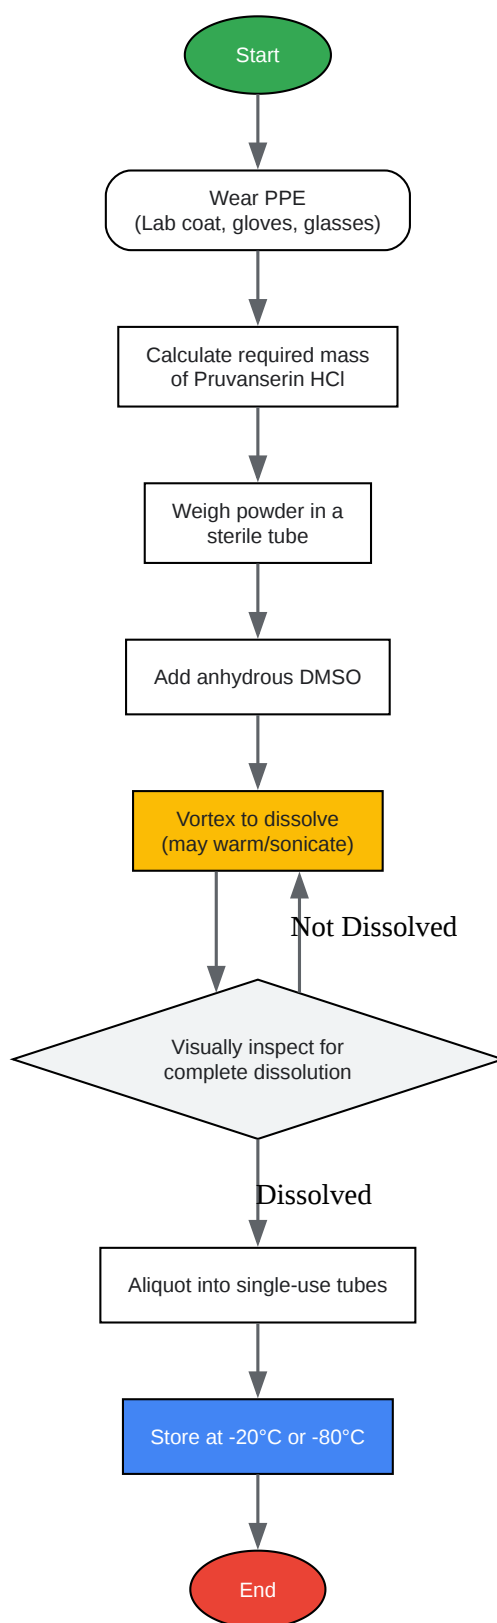 Start
Wear PPE
(Lab coat, gloves, glasses)
Calculate required mass
of Pruvanserin HCl
Weigh powder in a
sterile tube
Add anhydrous DMSO
Vortex to dissolve
(may warm/sonicate)
Not Dissolved
Visually inspect for
complete dissolution
Dissolved
Aliquot into single-use tubes
Store at -20°C or -80°C
End